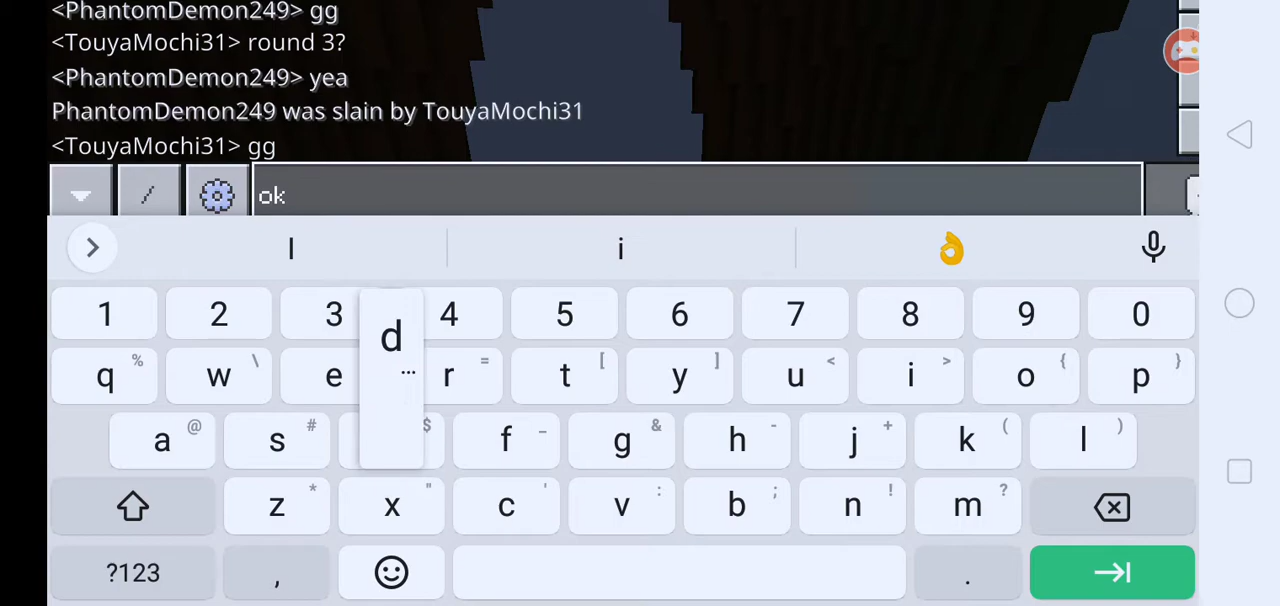 <PhantomDemon249> gg
<TouyaMochi31> round 3?
<PhantomDemon249> yea
PhantomDemon249 was slain by TouyaMochi31
<TouyaMochi31> gg
/ ok
I i 👌
1 2 3 4 5 6 7 8 9 0
d
...
q % w \ e r = t [ y ] u < i > o { p }
a @ s # $ f _ g & h - j + k ( l )
z * x " c ' v : b ; n ! m ?
?123 , .